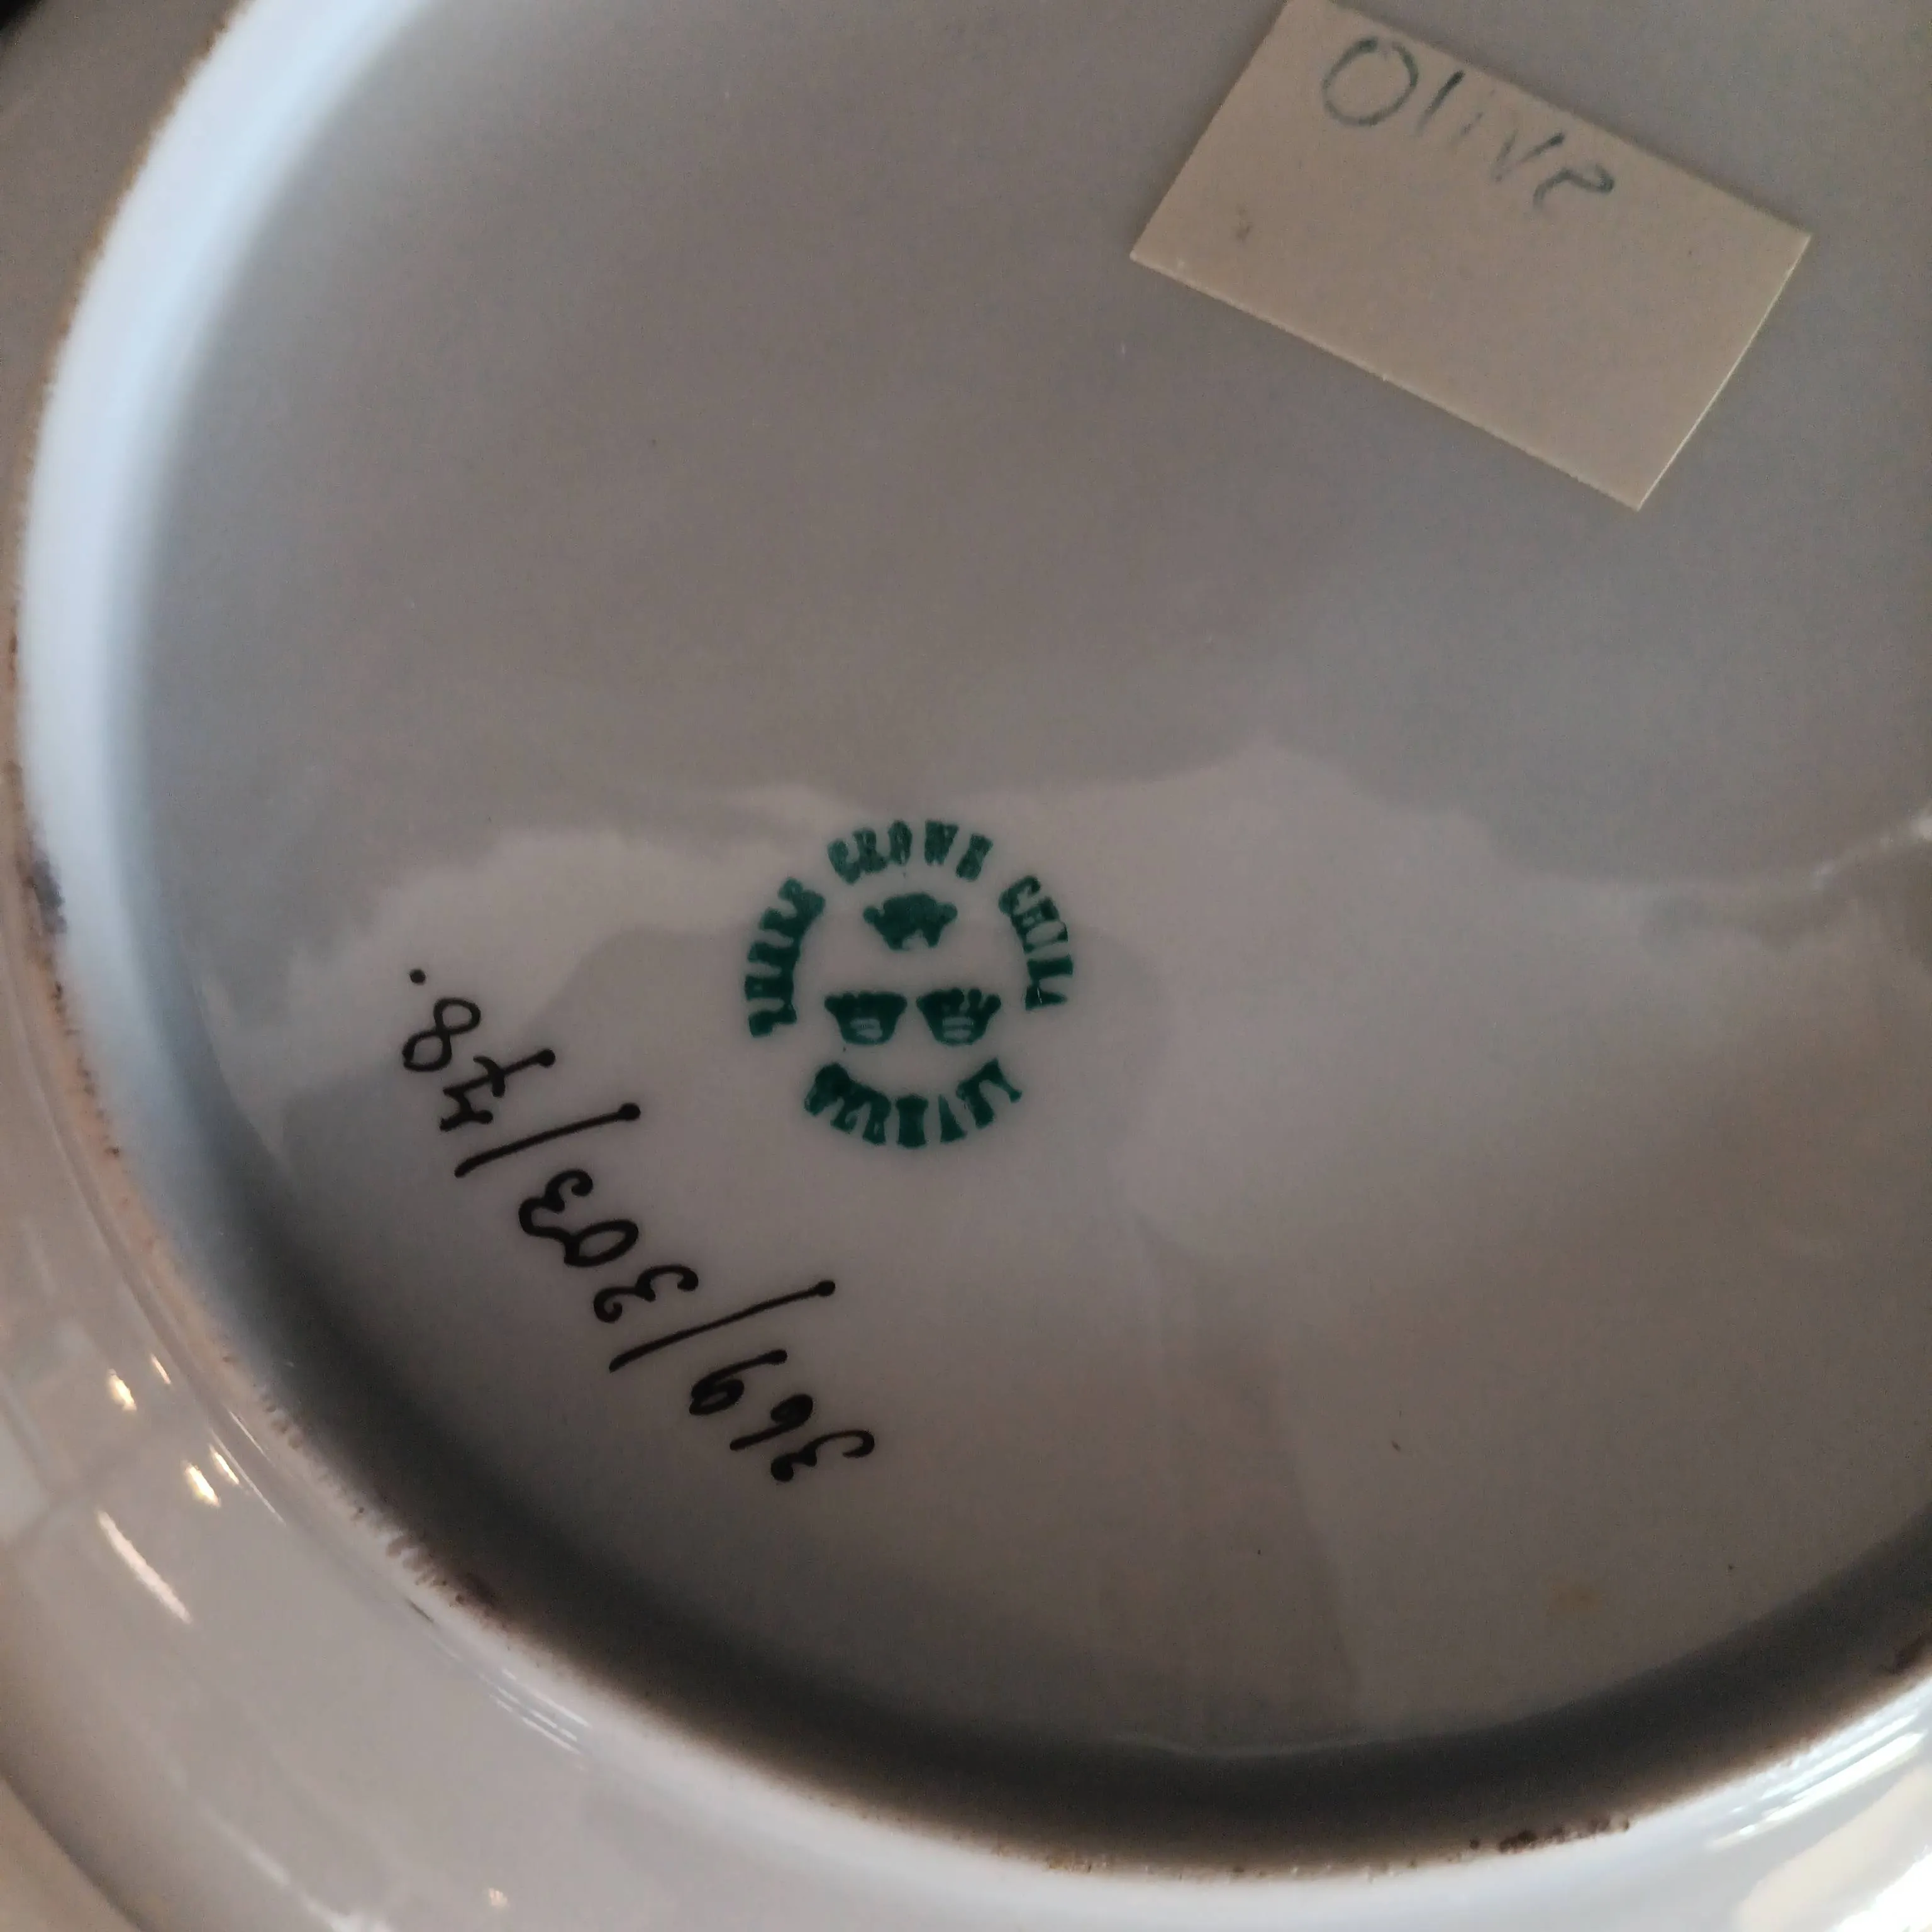 Olive
THREE CROWN CHINA
GERMANY
369/303/48.